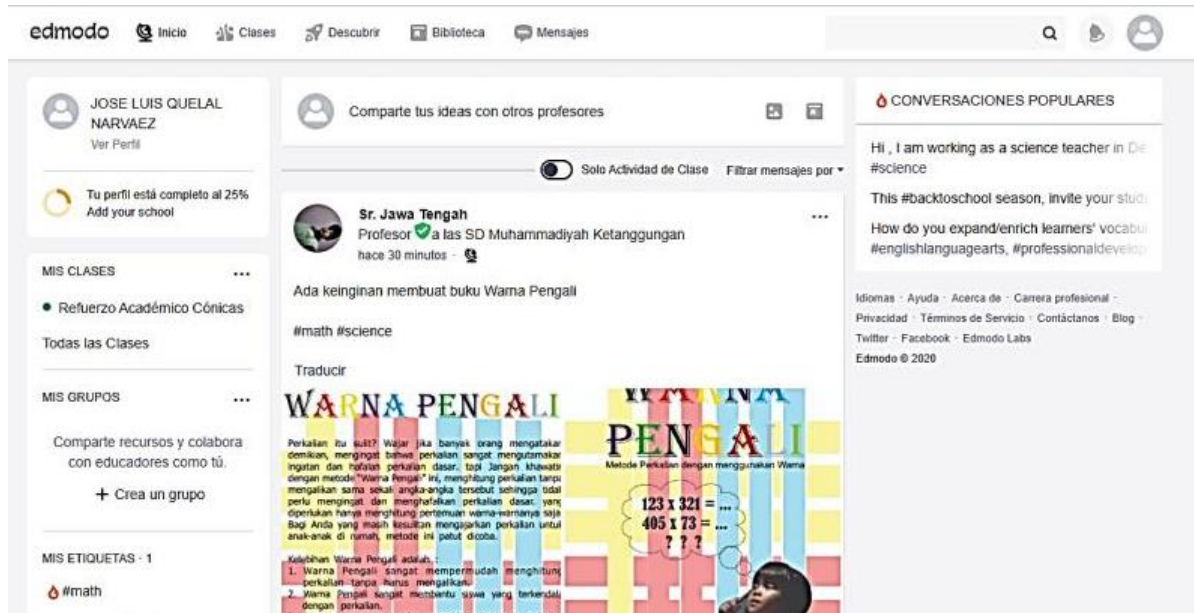 edmodo
Inicio
Clases
Descubrir
Biblioteca
Mensajes
JOSE LUIS QUELAL
NARVAEZ
Ver Perfil
Tu perfil está completo al 25%
Add your school
MIS CLASES
Refuerzo Académico Cónicas
Todas las Clases
MIS GRUPOS
Comparte recursos y colabora
con educadores como tú.
+ Crea un grupo
MIS ETIQUETAS · 1
#math
Comparte tus ideas con otros profesores
Solo Actividad de Clase
Filtrar mensajes por
Sr. Jawa Tengah
Profesor a las SD Muhammadiyah Ketanggungan
hace 30 minutos ·
Ada keinginan membuat buku Warna Pengali
#math #science
Traducir
WARNA PENGALI
Perkalian itu sulit? Wajar jika banyak orang mengatakan
demikian, mengingat bahwa perkalian sangat mengutamakan
ingatan dan hafalan perkalian dasar. tapi Jangan khawatir
dengan metode "Warna Pengali" ini, menghitung perkalian tanpa
mengalikan sama sekali angka-angka tersebut sehingga tidak
perlu mengingat dan menghafalkan perkalian dasar. yang
diperlukan hanya menghitung pertemuan warna-warnanya saja
Bagi Anda yang masih kesulitan mengajarkan perkalian untuk
anak-anak di rumah, metode ini patut dicoba.
Kelebihan Warna Pengali adalah :
1. Warna Pengali sangat mempermudah menghitung
perkalian tanpa harus mengalikan.
2. Warna Pengali sangat membantu siswa yang terkendala
dengan perkalian.
WARNA
PENGALI
Metode Perkalian dengan menggunakan Warna
123 x 321 = ...
405 x 73 = ...
? ? ?
CONVERSACIONES POPULARES
Hi , I am working as a science teacher in De
#science
This #backtoschool season, invite your stud
How do you expand/enrich learners' vocabu
#englishlanguagearts, #professionaldevelop
Idiomas · Ayuda · Acerca de · Carrera profesional ·
Privacidad · Términos de Servicio · Contáctanos · Blog ·
Twitter · Facebook · Edmodo Labs
Edmodo © 2020